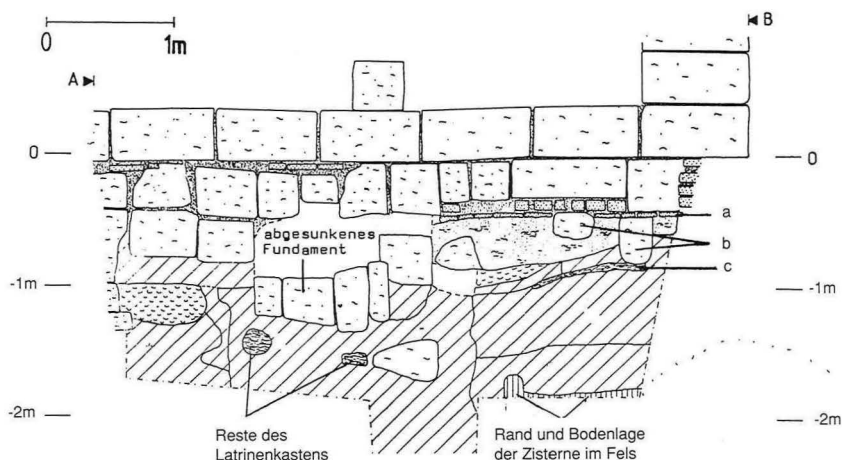 0 1m
A
B
0
0
a
b
c
abgesunkenes
Fundament
-1m
-1m
-2m
-2m
Reste des
Latrinenkastens
Rand und Bodenlage
der Zisterne im Fels